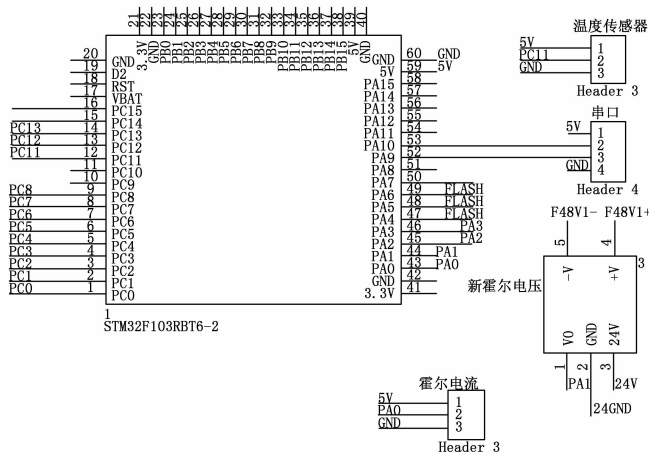 21 22 23 24 25 26 27 28 29 30 31 32 33 34 35 36 37 38 39 40
3.3V GND PB0 PB1 PB2 PB3 PB4 PB5 PB6 PB7 PB8 PB9 PB10 PB11 PB12 PB13 PB14 PB15 5V GND
20 GND
19 D2
18 RST
17 VBAT
16 PC15
15 PC14
PC13 14 PC13
PC12 13 PC12
PC11 12 PC11
11 PC10
10 PC9
PC8 9 PC8
PC7 8 PC7
PC6 7 PC6
PC5 6 PC5
PC4 5 PC4
PC3 4 PC3
PC2 3 PC2
PC1 2 PC1
PC0 1 PC0
GND 60 GND
5V 59 5V
PA15 58
PA14 57
PA13 56
PA12 55
PA11 54
PA10 53
PA9 52
PA8 51
PA7 50
PA6 49 FLASH
PA5 48 FLASH
PA4 47 FLASH
PA3 46 PA3
PA2 45 PA2
PA1 44 PA1
PA0 43 PA0
GND 42
3.3V 41
1
STM32F103RBT6-2
温度传感器
5V 1
PC11 2
GND 3
Header 3
串口
5V 1
2
3
GND 4
Header 4
F48V1- F48V1+
5 4
-V +V 3
新霍尔电压
VO GND 24V
1 2 3
PA1 24V
24GND
霍尔电流
5V 1
PA0 2
GND 3
Header 3